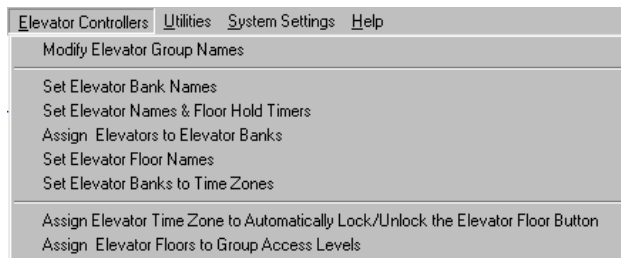 Elevator Controllers Utilities System Settings Help
Modify Elevator Group Names
Set Elevator Bank Names
Set Elevator Names & Floor Hold Timers
Assign Elevators to Elevator Banks
Set Elevator Floor Names
Set Elevator Banks to Time Zones
Assign Elevator Time Zone to Automatically Lock/Unlock the Elevator Floor Button
Assign Elevator Floors to Group Access Levels